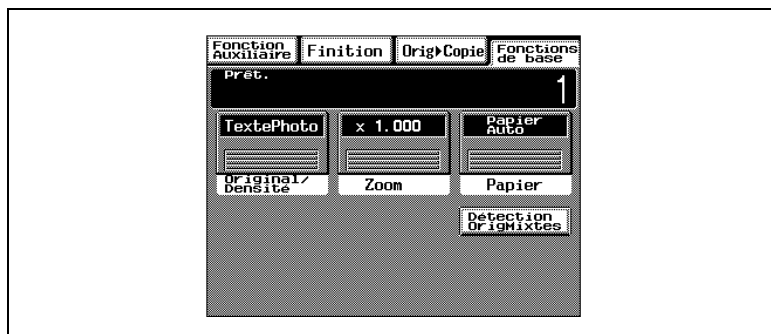 Fonction
Auxiliaire
Finition
Orig▶Copie
Fonctions
de base
Prêt.
1
TextePhoto
x 1.000
Papier
Auto
Original/
Densité
Zoom
Papier
Détection
OrigMixtes